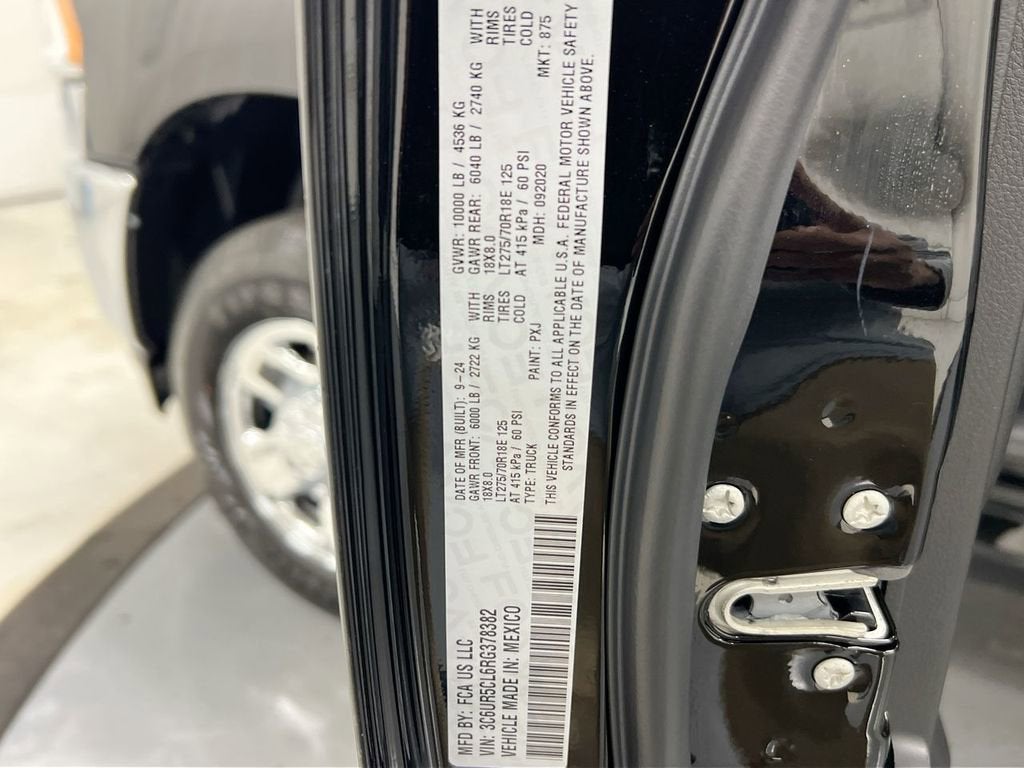 MFD BY: FCA US LLC
DATE OF MFR (BUILT): 9-24
GVWR: 10000 LB / 4536 KG
GAWR FRONT: 6000 LB / 2722 KG WITH
18X8.0 RIMS
LT275/70R18E 125 TIRES
AT 415 kPa / 60 PSI COLD
GAWR REAR: 6040 LB / 2740 KG WITH
18X8.0 RIMS
LT275/70R18E 125 TIRES
AT 415 kPa / 60 PSI COLD
VIN: 3C6UR5CL6RG378382
TYPE: TRUCK PAINT: PXJ MDH: 092020 MKT: 875
VEHICLE MADE IN: MEXICO
THIS VEHICLE CONFORMS TO ALL APPLICABLE U.S.A. FEDERAL MOTOR VEHICLE SAFETY
STANDARDS IN EFFECT ON THE DATE OF MANUFACTURE SHOWN ABOVE.